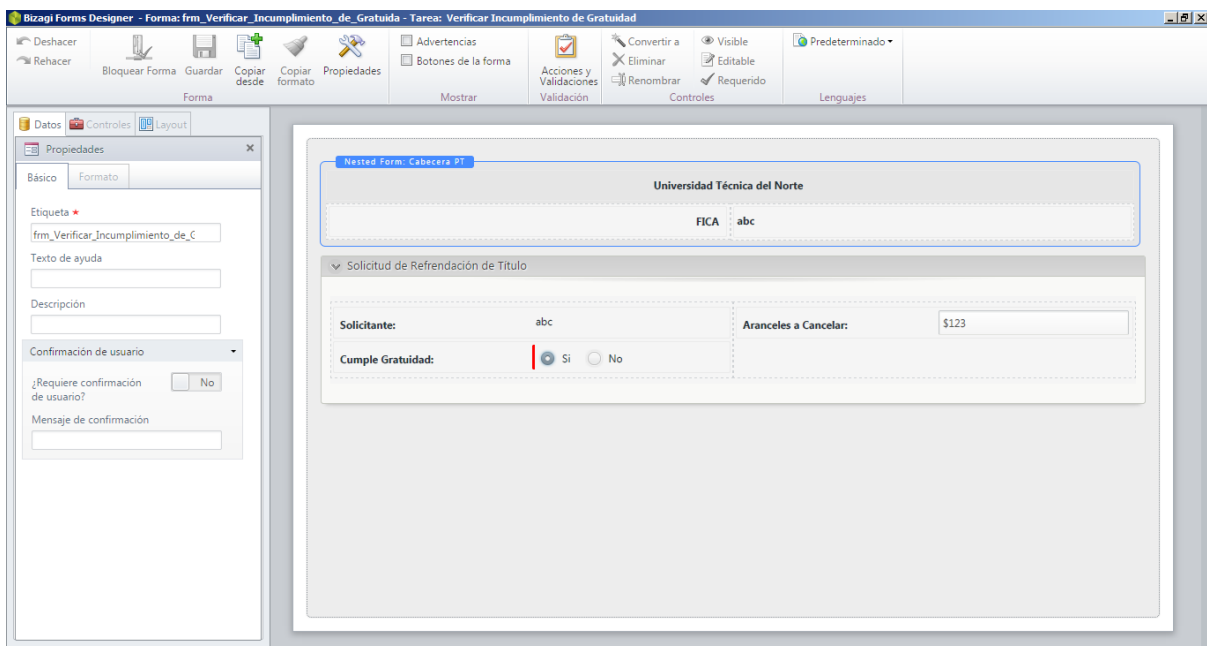 Bizagi Forms Designer - Forma: frm_Verificar_Incumplimiento_de_Gratuida - Tarea: Verificar Incumplimiento de Gratuidad
Deshacer
Rehacer
Bloquear Forma
Guardar
Copiar desde
Forma
Copiar formato
Propiedades
Advertencias
Botones de la forma
Mostrar
Acciones y Validaciones
Validación
Convertir a
Eliminar
Renombrar
Visible
Editable
Requerido
Controles
Predeterminado
Lenguajes
Datos
Controles
Layout
Propiedades
Básico
Formato
Etiqueta ★
frm_Verificar_Incumplimiento_de_G
Texto de ayuda
Descripción
Confirmación de usuario
¿Requiere confirmación
de usuario?
No
Mensaje de confirmación
Nested Form: Cabecera PT
Universidad Técnica del Norte
FICA abc
Solicitud de Refrendación de Título
Solicitante: abc
Aranceles a Cancelar: $123
Cumple Gratuidad: Si No